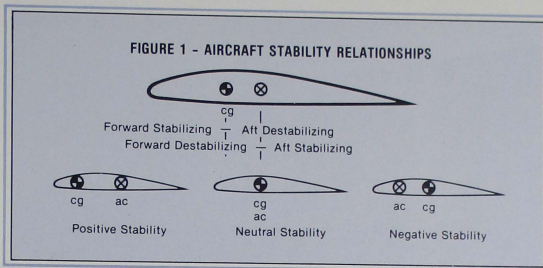 FIGURE 1 - AIRCRAFT STABILITY RELATIONSHIPS
cg
Forward Stabilizing Aft Destabilizing
Forward Destabilizing Aft Stabilizing
cg ac
cg
ac
ac cg
Positive Stability
Neutral Stability
Negative Stability